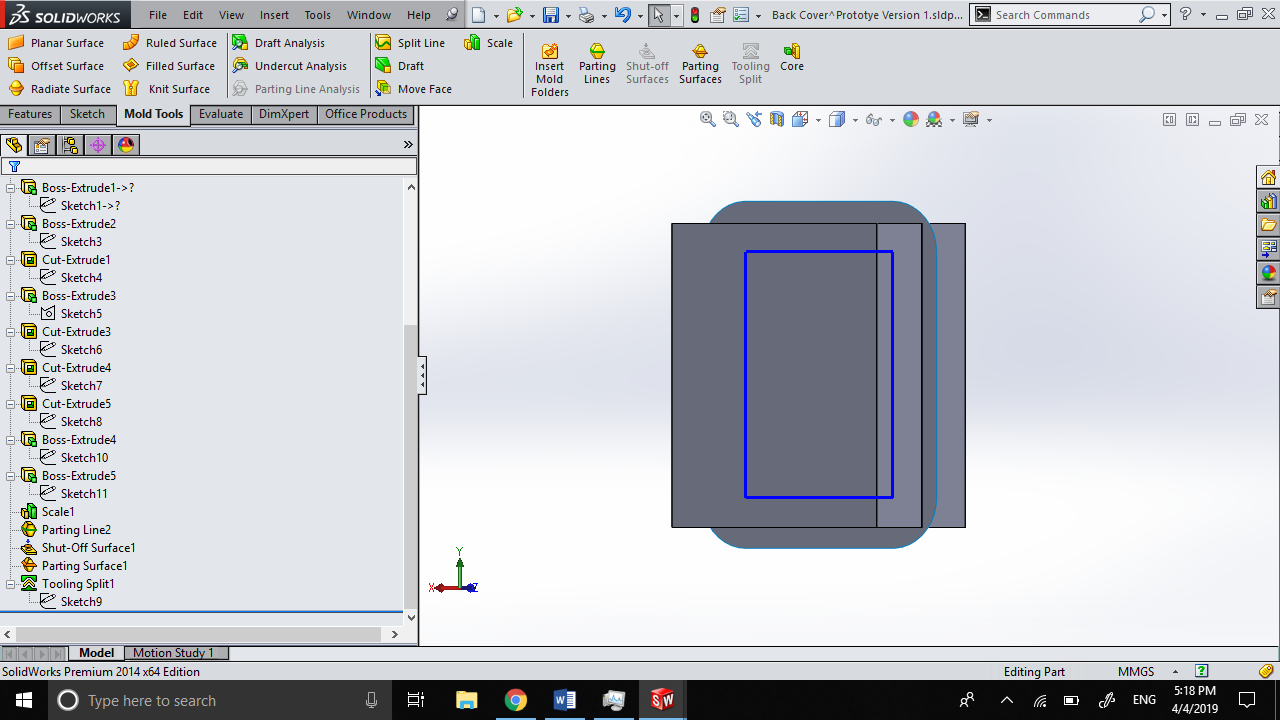 SOLIDWORKS File Edit View Insert Tools Window Help Back Cover^Prototye Version 1.sldp... Search Commands
Planar Surface Ruled Surface Draft Analysis Split Line Scale
Offset Surface Filled Surface Undercut Analysis Draft
Radiate Surface Knit Surface Parting Line Analysis Move Face
Insert Mold Folders
Parting Lines
Shut-off Surfaces
Parting Surfaces
Tooling Split
Core
Features Sketch Mold Tools Evaluate DimXpert Office Products
Boss-Extrude1->?
Sketch1->?
Boss-Extrude2
Sketch3
Cut-Extrude1
Sketch4
Boss-Extrude3
Sketch5
Cut-Extrude3
Sketch6
Cut-Extrude4
Sketch7
Cut-Extrude5
Sketch8
Boss-Extrude4
Sketch10
Boss-Extrude5
Sketch11
Scale1
Parting Line2
Shut-Off Surface1
Parting Surface1
Tooling Split1
Sketch9
Y
X Z
Model Motion Study 1
SolidWorks Premium 2014 x64 Edition Editing Part MMGS
Type here to search ENG 5:18 PM
4/4/2019